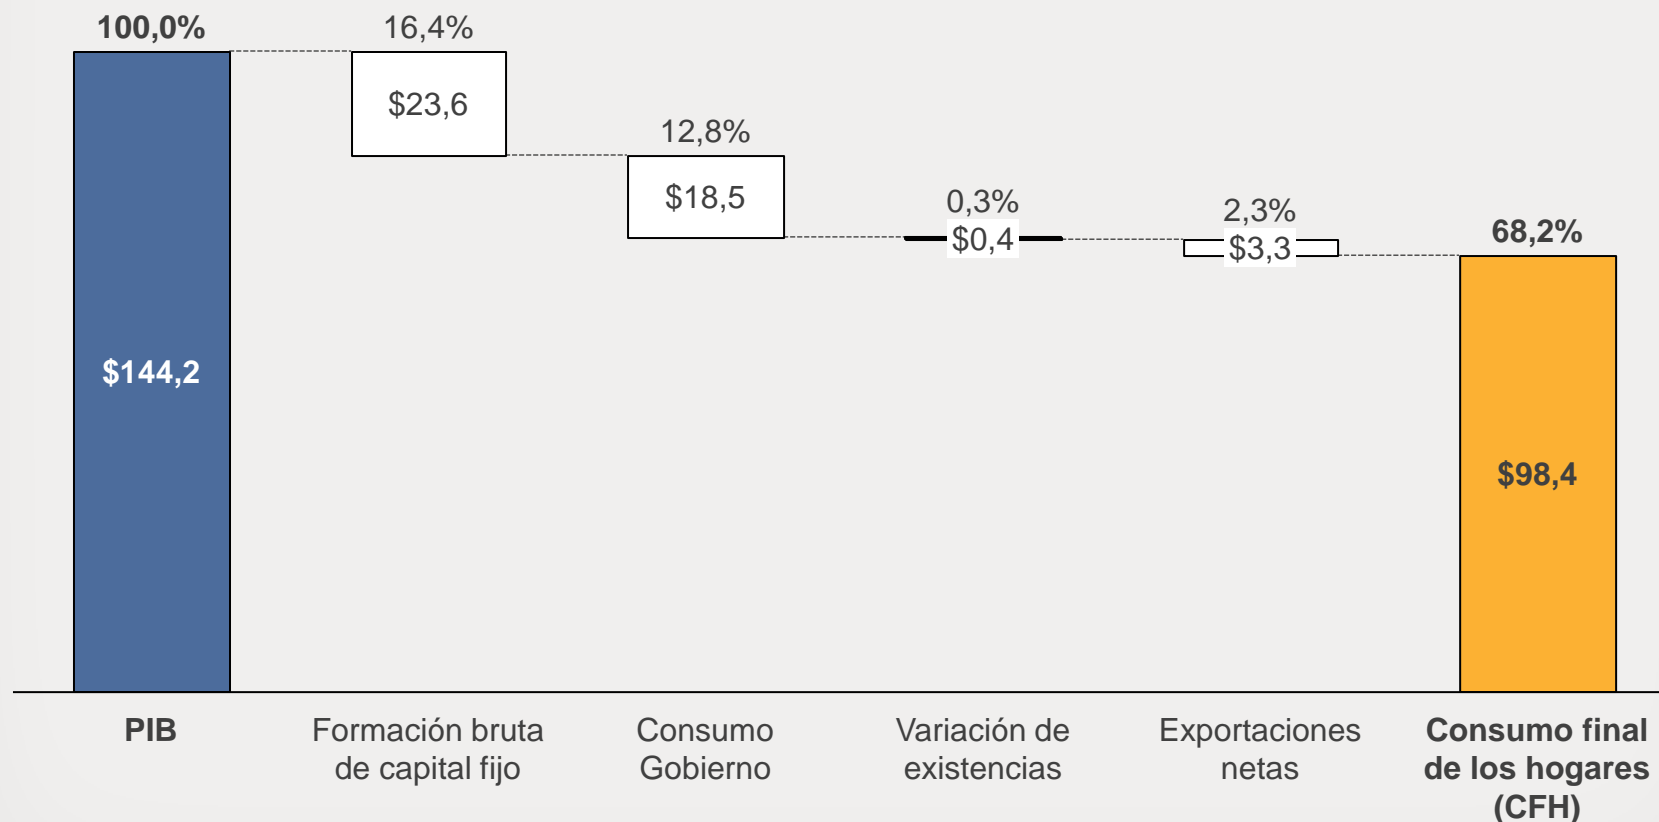 100,0%
16,4%
$23,6
12,8%
$18,5
0,3%
$0,4
2,3%
$3,3
68,2%
$144,2
$98,4
PIB
Formación bruta
de capital fijo
Consumo
Gobierno
Variación de
existencias
Exportaciones
netas
Consumo final
de los hogares
(CFH)